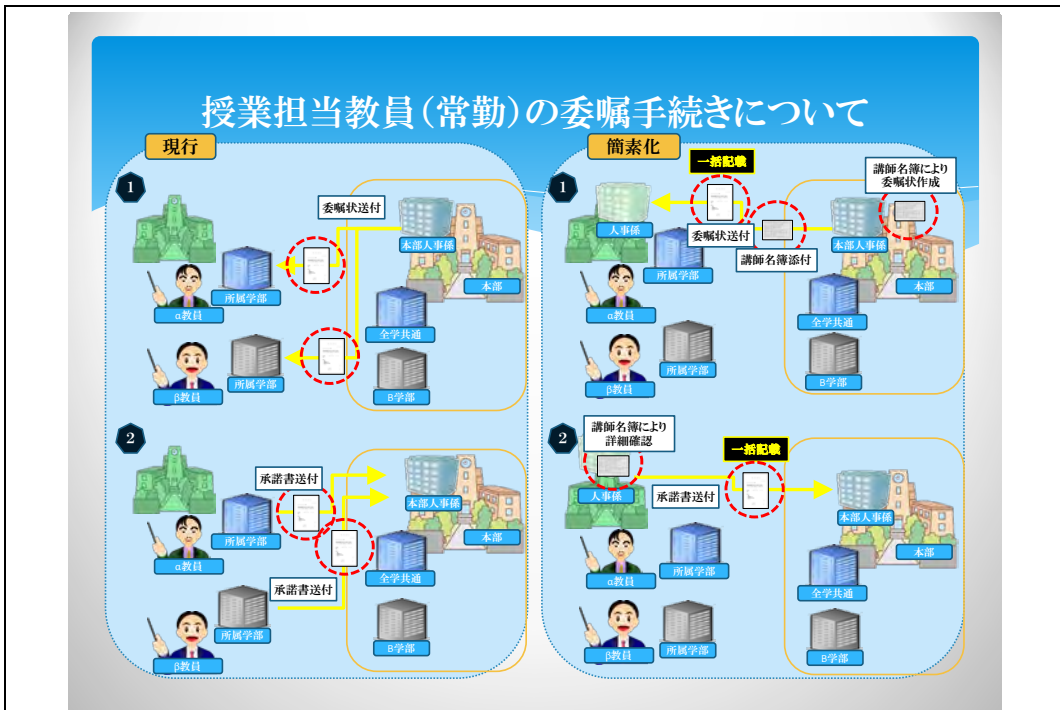 授業担当教員(常勤)の委嘱手続きについて
現行
1
委嘱状送付
本部人事係
本部
所属学部
α教員
全学共通
所属学部
β教員
B学部
2
承諾書送付
本部人事係
本部
所属学部
α教員
全学共通
承諾書送付
所属学部
β教員
B学部
簡素化
1
一括記載
講師名簿により
委嘱状作成
人事係
委嘱状送付
本部人事係
講師名簿添付
本部
所属学部
α教員
全学共通
所属学部
β教員
B学部
2
講師名簿により
詳細確認
一括記載
人事係
承諾書送付
本部人事係
本部
所属学部
α教員
全学共通
所属学部
β教員
B学部